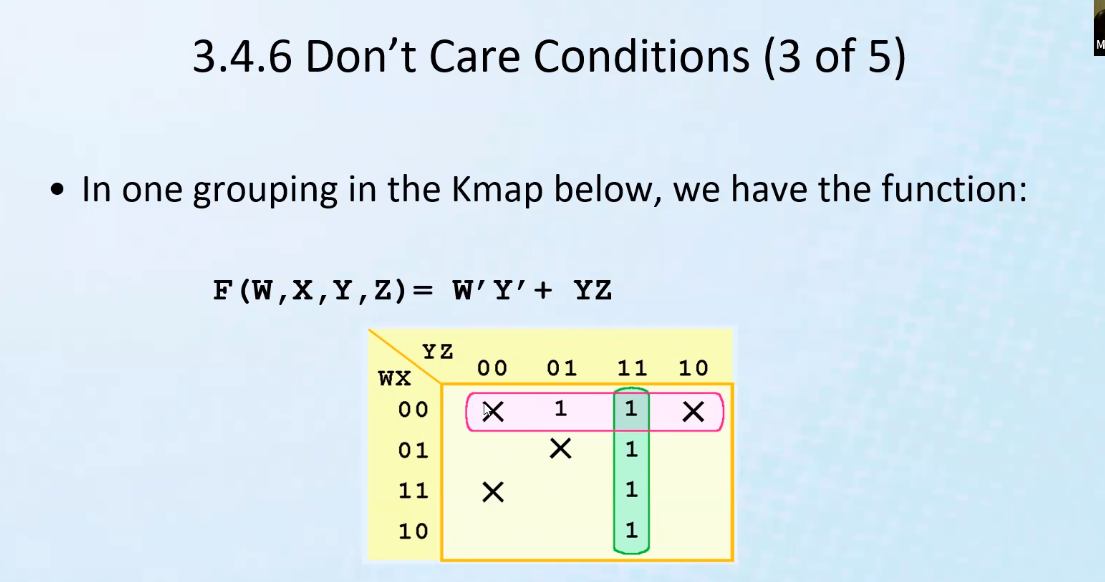 3.4.6 Don’t Care Conditions (3 of 5)
M
• In one grouping in the Kmap below, we have the function:
F(W,X,Y,Z)= W′Y′+ YZ
YZ
WX
00 01 11 10
00 × 1 1 ×
01 × 1
11 × 1
10 1